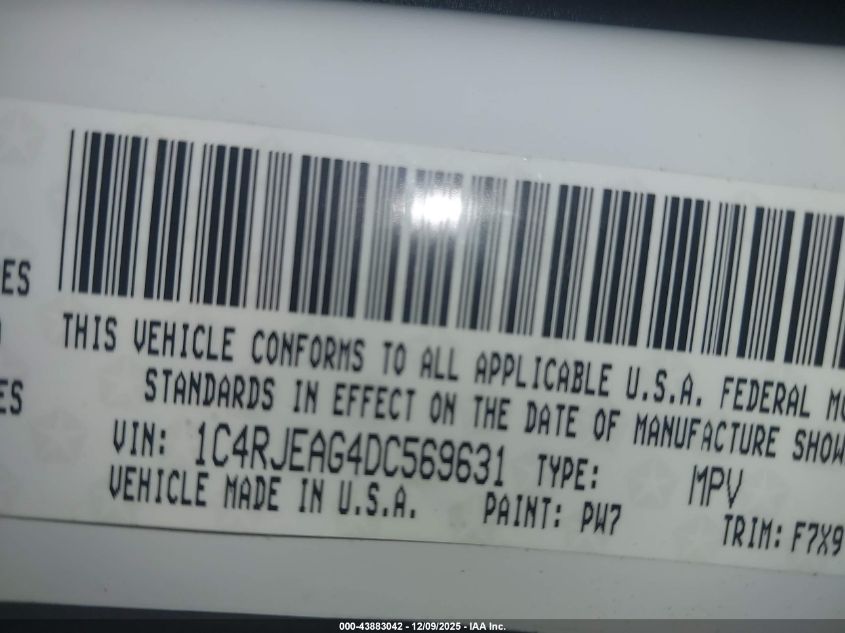 ES
ES
THIS VEHICLE CONFORMS TO ALL APPLICABLE U.S.A. FEDERAL
STANDARDS IN EFFECT ON THE DATE OF MANUFACTURE SHOW
VIN: 1C4RJEAG4DC569631 TYPE: MPV
VEHICLE MADE IN U.S.A. PAINT: PW7 TRIM: F7X9
000-43883042 - 12/09/2025 - IAA Inc.